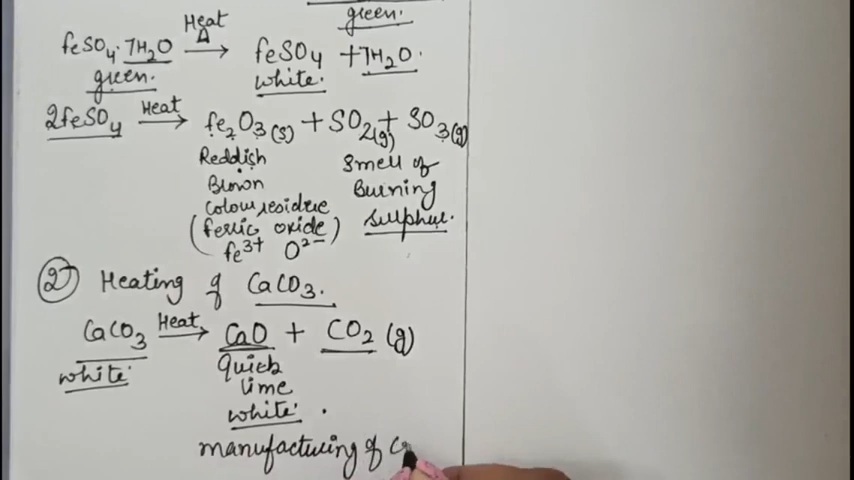 green.
FeSO₄·7H₂O Heat Δ → FeSO₄ + 7H₂O.
green. white.
2FeSO₄ Heat → Fe₂O₃(s) + SO₂(g) + SO₃(g)
Reddish Smell of
Brown Burning
Colour residue Sulphur.
(ferric oxide)
Fe³⁺ O²⁻
② Heating of CaCO₃.
CaCO₃ Heat → CaO + CO₂ (g)
white Quick
lime
white.
manufacturing of